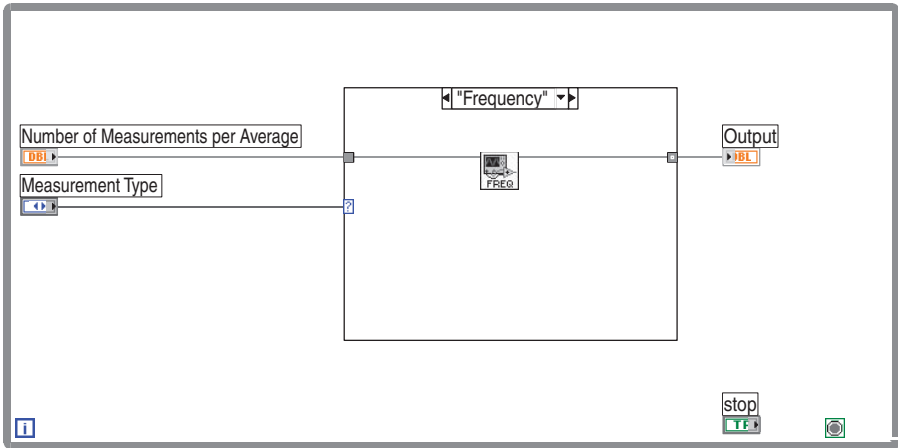 "Frequency"
Number of Measurements per Average
DBL
Output
DBL
FREQ
Measurement Type
?
stop
TF
i